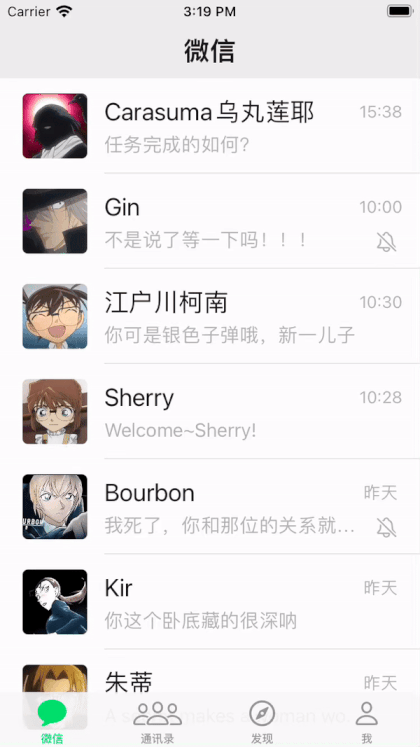 Carrier
3:19 PM
微信
Carasuma乌丸莲耶
15:38
任务完成的如何?
Gin
10:00
不是说了等一下吗！！！
江户川柯南
10:30
你可是银色子弹哦，新一儿子
Sherry
10:28
Welcome~Sherry!
Bourbon
昨天
我死了，你和那位的关系就...
Kir
昨天
你这个卧底藏的很深呐
朱蒂
昨天
微信
通讯录
发现
我